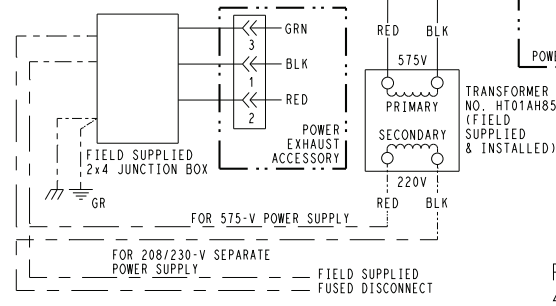 GRN
3
BLK
1
RED
2
POWER
EXHAUST
ACCESSORY
FIELD SUPPLIED
2x4 JUNCTION BOX
GR
RED BLK
575V
PRIMARY
SECONDARY
220V
RED BLK
TRANSFORMER
NO. HT01AH85
(FIELD
SUPPLIED
& INSTALLED)
FOR 575-V POWER SUPPLY
FOR 208/230-V SEPARATE
POWER SUPPLY
FIELD SUPPLIED
FUSED DISCONNECT